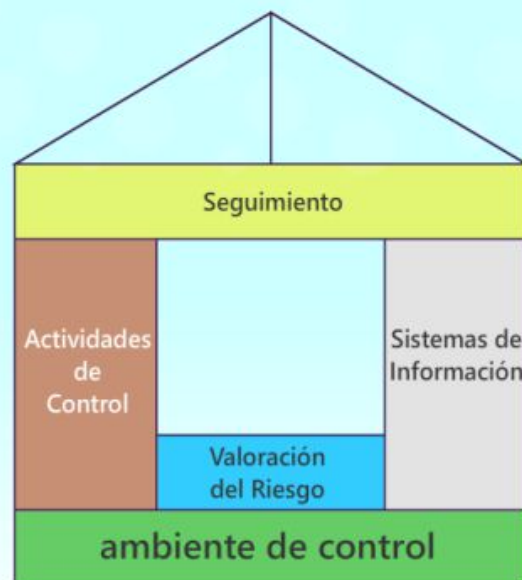 Seguimiento
Actividades
de
Control
Sistemas de
Información
Valoración
del Riesgo
ambiente de control